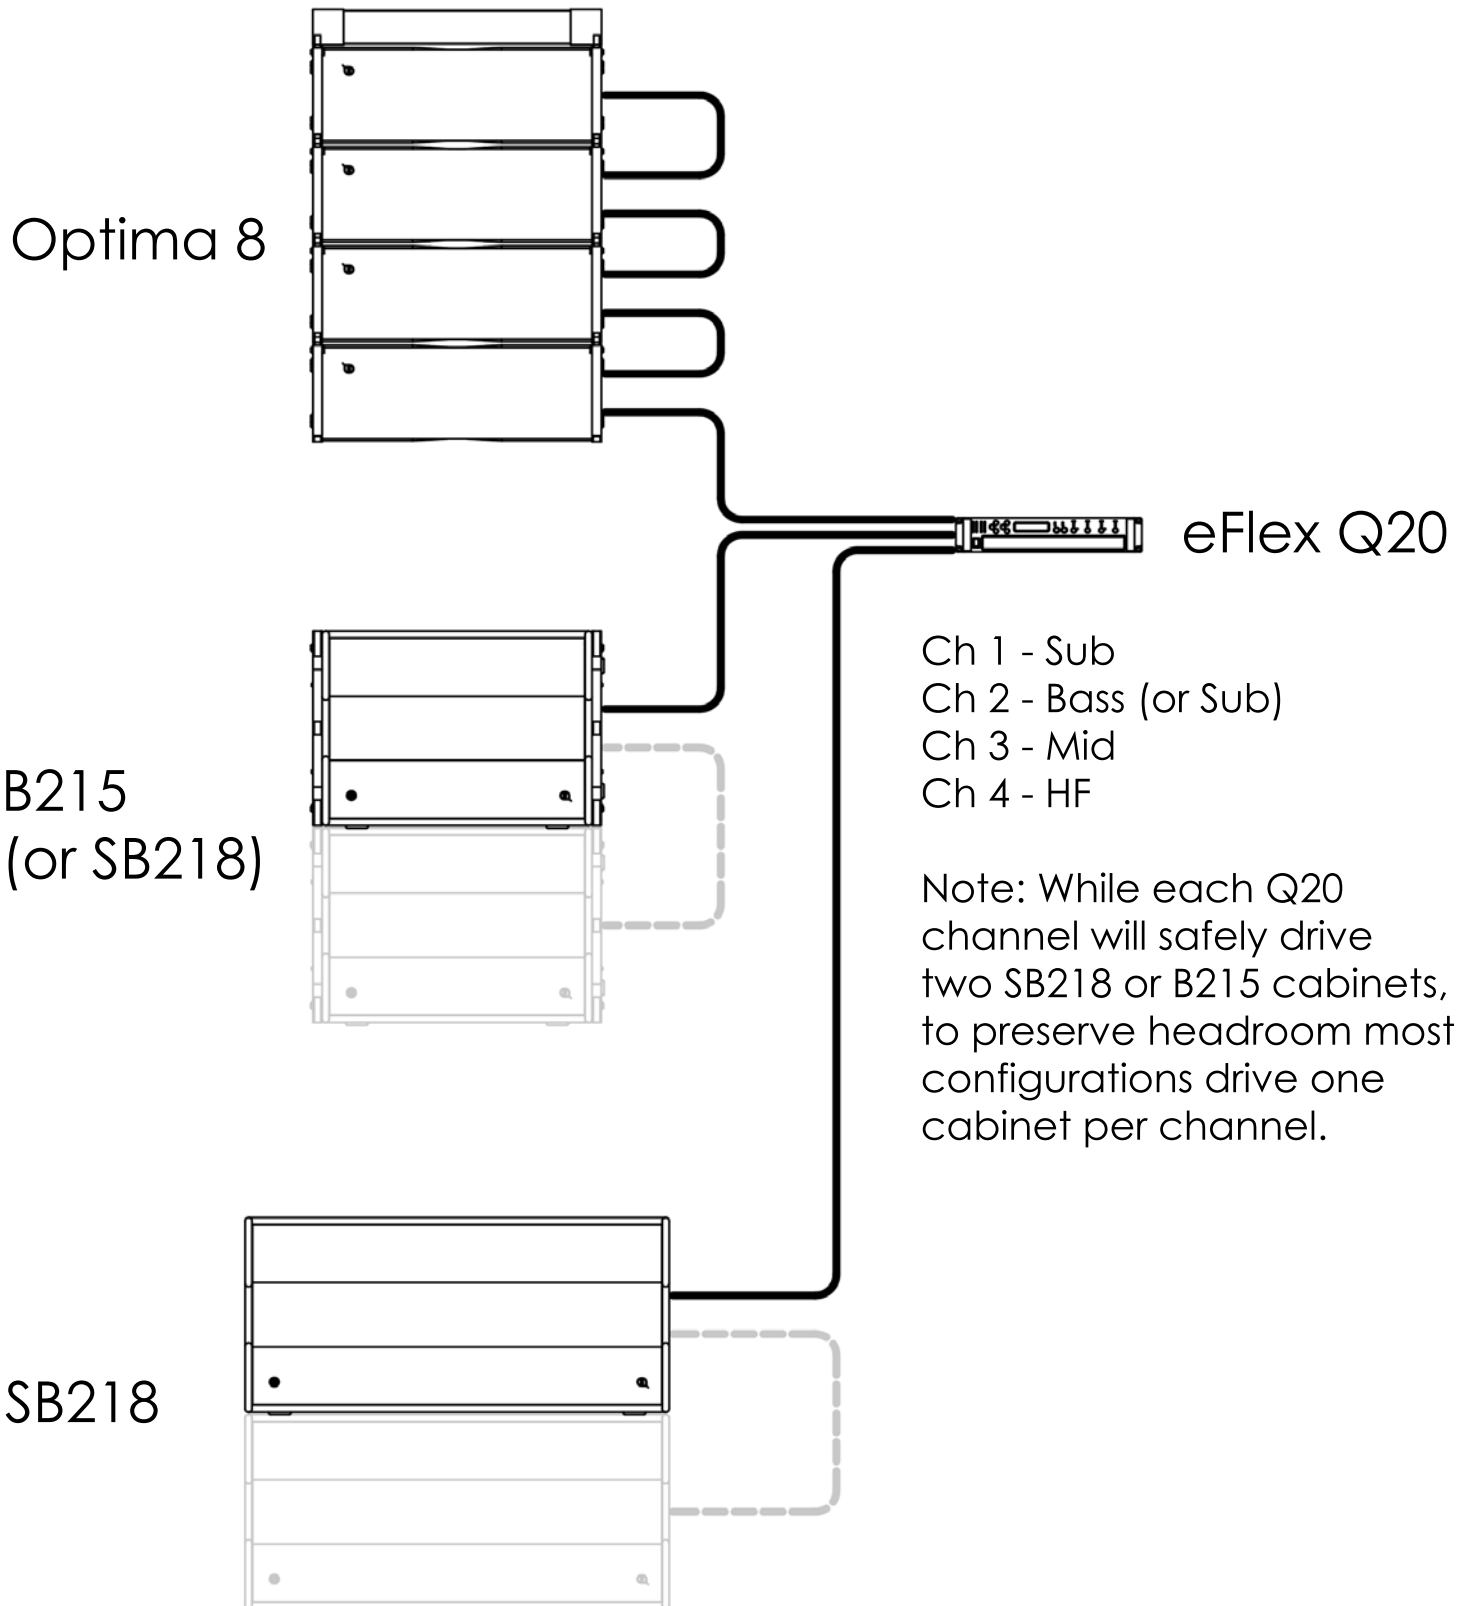 Optima 8
eFlex Q20
Ch 1 - Sub
Ch 2 - Bass (or Sub)
Ch 3 - Mid
Ch 4 - HF
B215
(or SB218)
Note: While each Q20
channel will safely drive
two SB218 or B215 cabinets,
to preserve headroom most
configurations drive one
cabinet per channel.
SB218